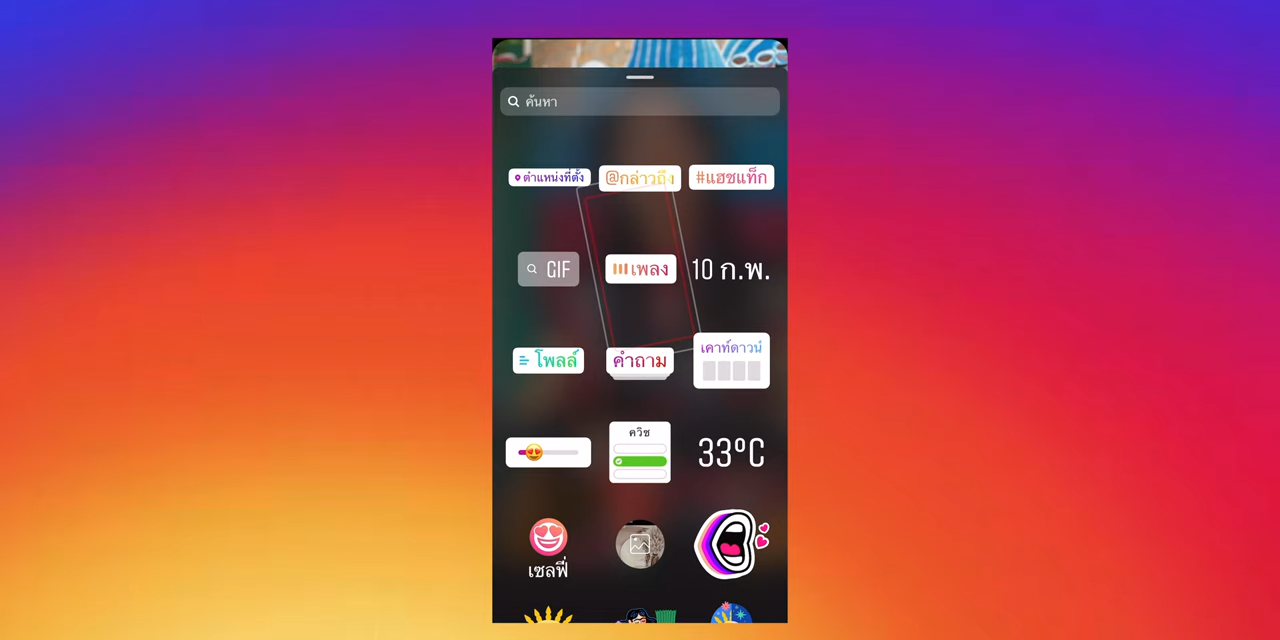 ค้นหา
ตำแหน่งที่ตั้ง
@กล่าวถึง
#แฮชแท็ก
GIF
เพลง
10 ก.พ.
โพลล์
คำถาม
เคาท์ดาวน์
ควิซ
33°C
เซลฟี่